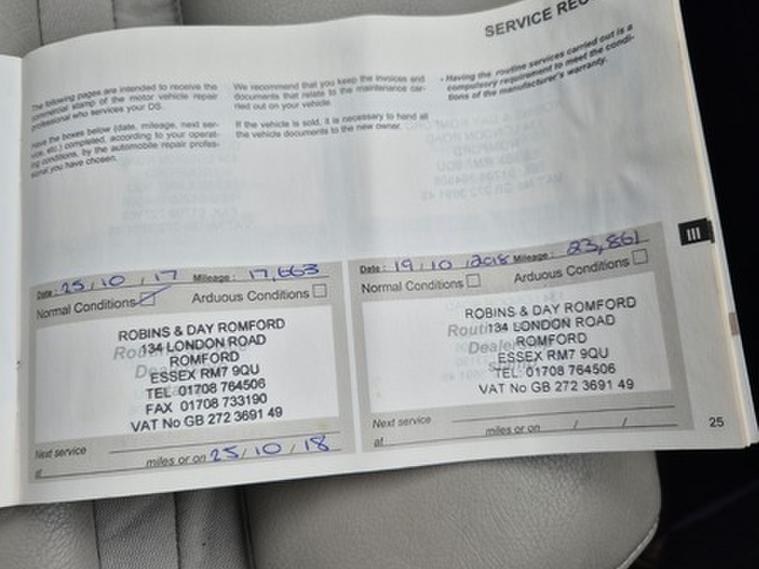 SERVICE REC
The following pages are intended to receive the
commercial stamp of the motor vehicle repair
professional who services your DS.
Have the boxes below (date, mileage, next ser-
vice, etc.) completed, according to your operat-
ing conditions, by the automobile repair profes-
sional you have chosen.
We recommend that you keep the invoices and
documents that relate to the maintenance car-
ried out on your vehicle.
If the vehicle is sold, it is necessary to hand all
the vehicle documents to the new owner.
- Having the routine services carried out is a
compulsory requirement to meet the condi-
tions of the manufacturer's warranty.
III
Date: 25 / 10 / 17 Mileage: 17,663
Normal Conditions Arduous Conditions
ROBINS & DAY ROMFORD
134 LONDON ROAD
ROMFORD
ESSEX RM7 9QU
TEL 01708 764506
FAX 01708 733190
VAT No GB 272 3691 49
Next service
at miles or on 25 / 10 / 18
Date: 19 / 10 / 2018 Mileage: 23,861
Normal Conditions Arduous Conditions
ROBINS & DAY ROMFORD
134 LONDON ROAD
ROMFORD
ESSEX RM7 9QU
TEL: 01708 764506
VAT No GB 272 3691 49
Next service
at miles or on / /
25